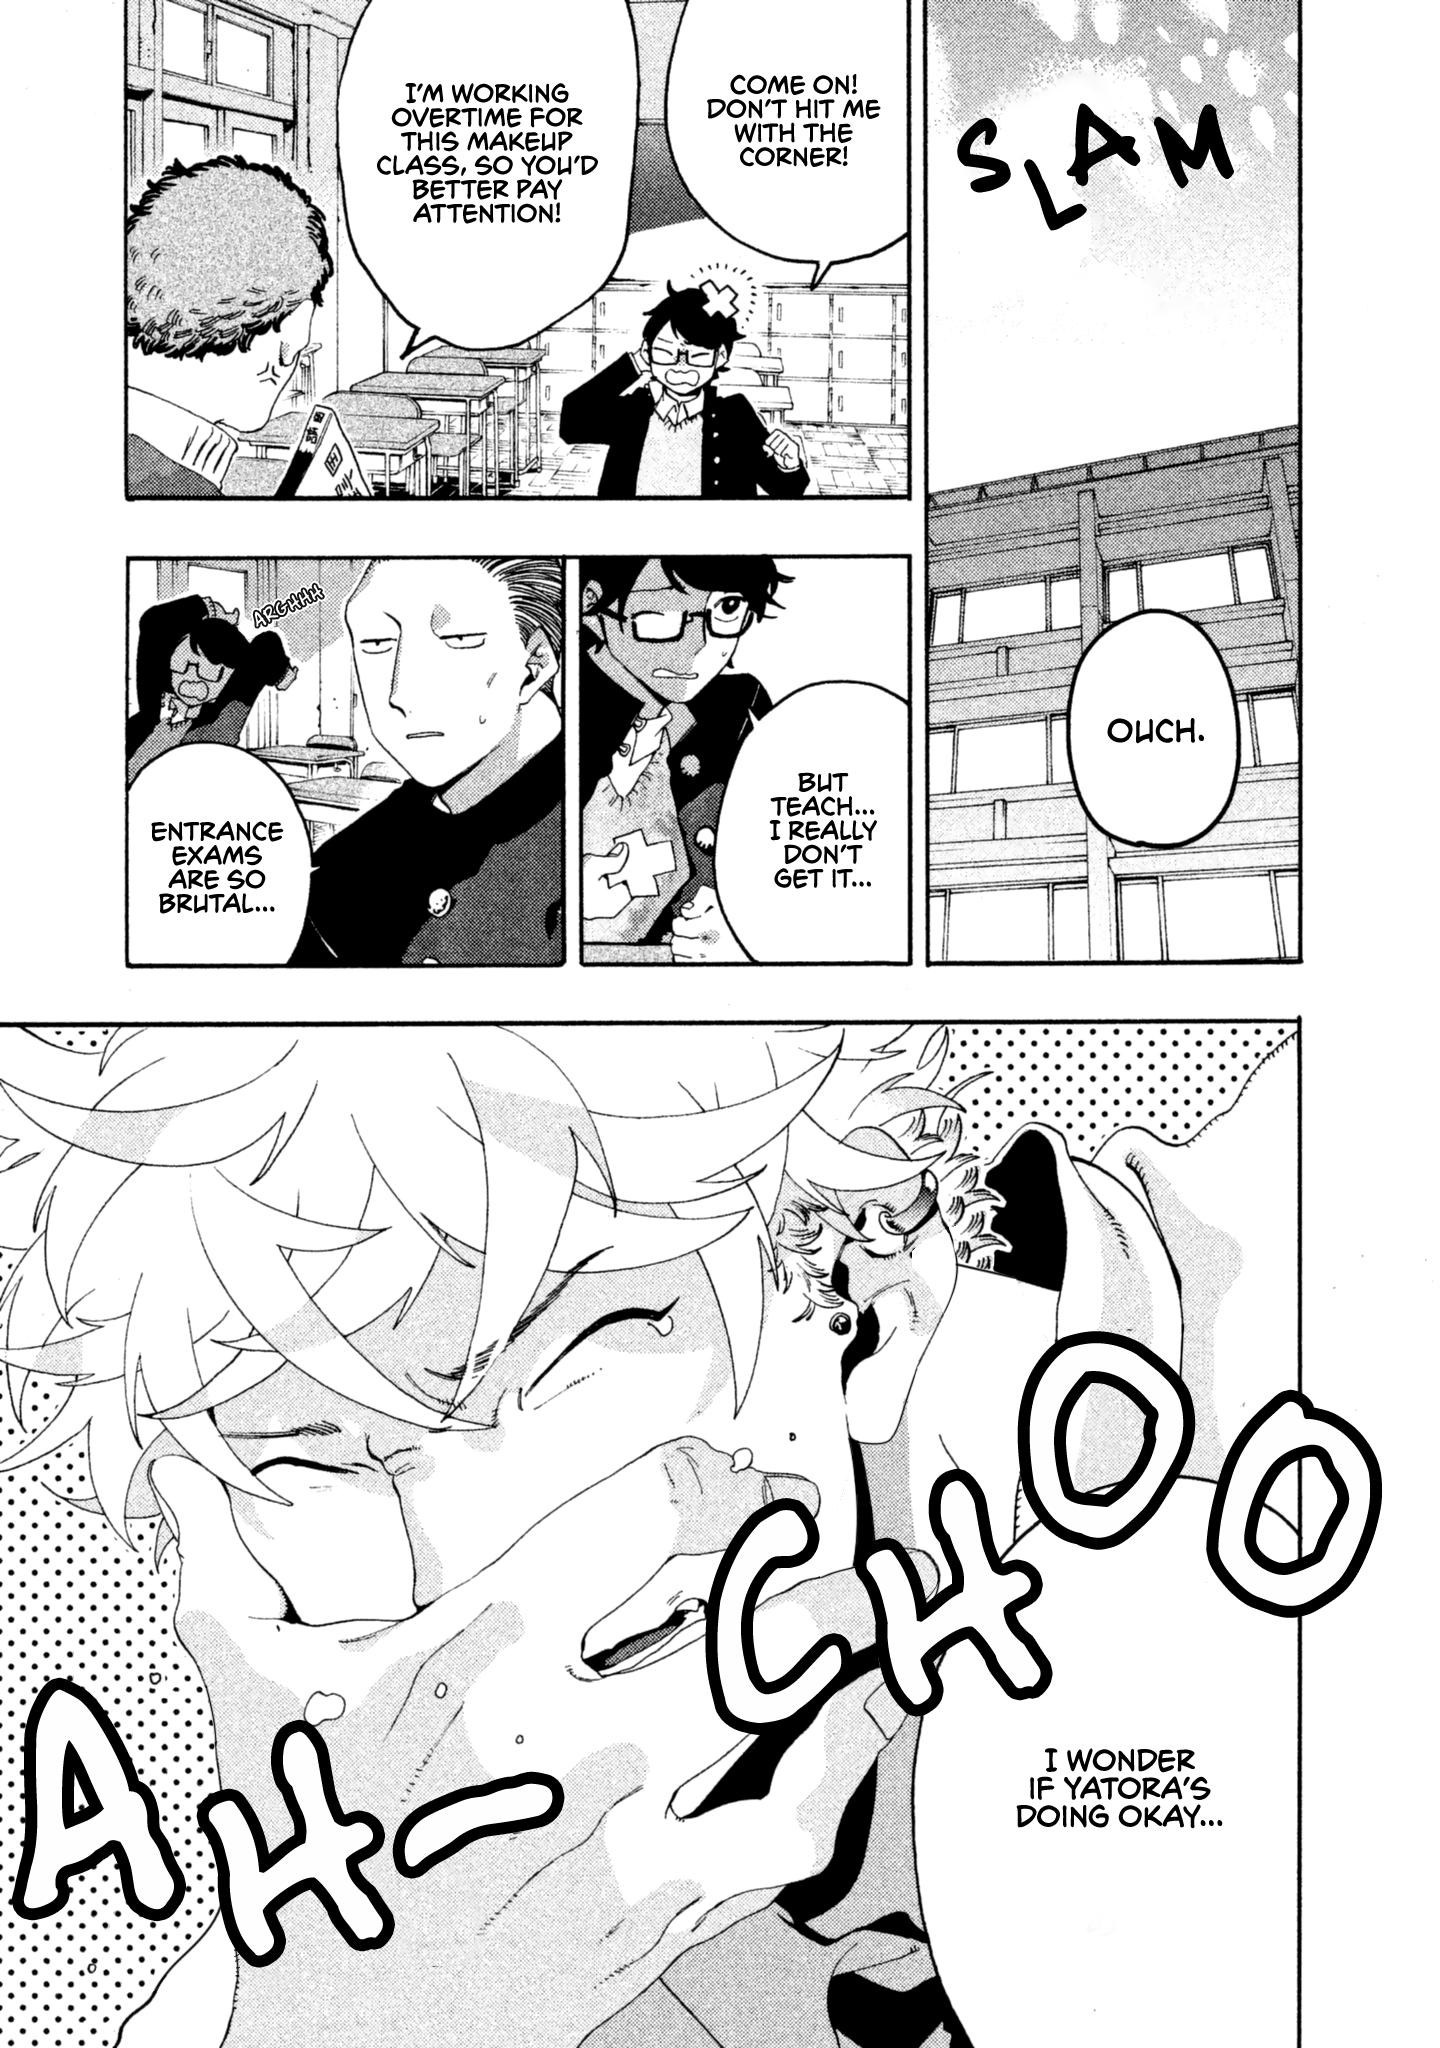 SLAM
OUCH.
COME ON!
DON'T HIT ME
WITH THE
CORNER!
I'M WORKING
OVERTIME FOR
THIS MAKEUP
CLASS, SO YOU'D
BETTER PAY
ATTENTION!
BUT
TEACH...
I REALLY
DON'T
GET IT...
ARGHHH
ENTRANCE
EXAMS
ARE SO
BRUTAL...
AH-
CHOO
I WONDER
IF YATORA'S
DOING OKAY...